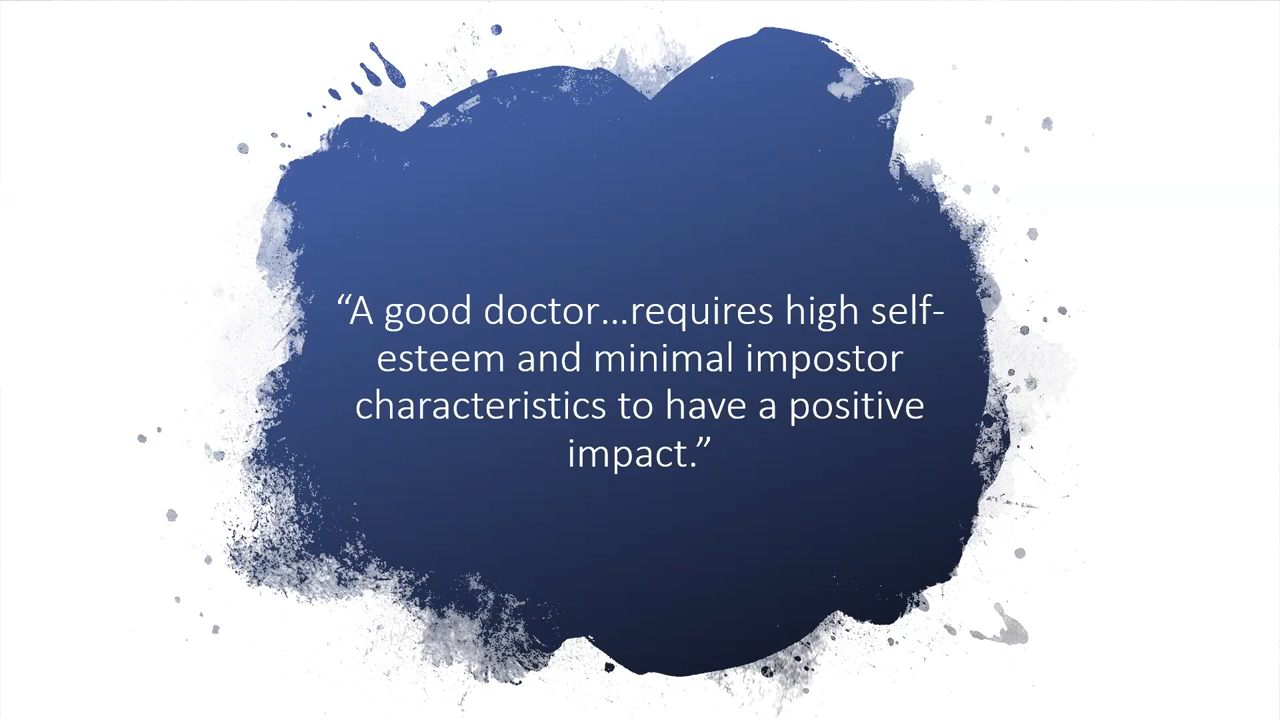 “A good doctor...requires high self-
esteem and minimal impostor
characteristics to have a positive
impact.”